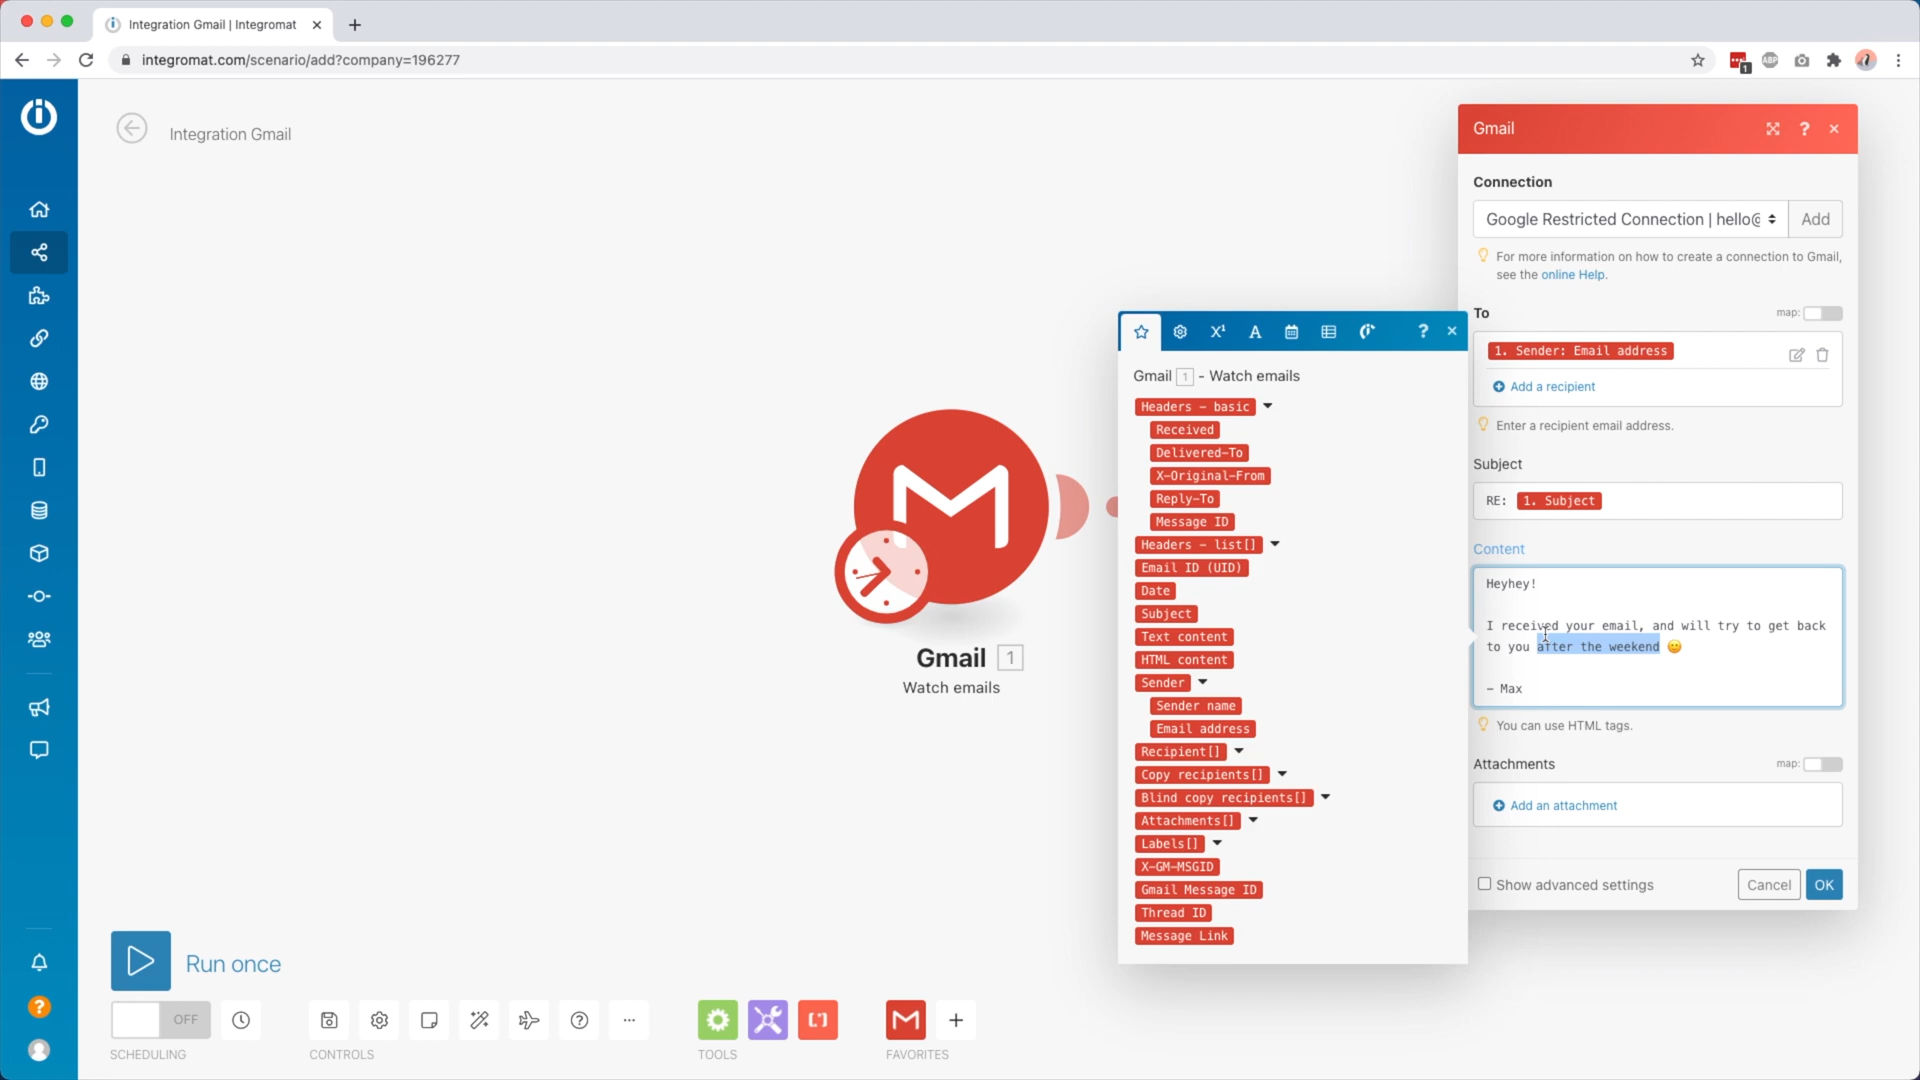 Integration Gmail | Integromat
integromat.com/scenario/add?company=196277
1
ABP
Integration Gmail
Gmail
?
Connection
Google Restricted Connection | hello@
Add
For more information on how to create a connection to Gmail,
see the online Help.
To
map:
1. Sender: Email address
Add a recipient
Enter a recipient email address.
Subject
RE: 1. Subject
Content
Heyhey!
I received your email, and will try to get back
to you after the weekend 🙂
– Max
You can use HTML tags.
Attachments
map:
Add an attachment
Show advanced settings
Cancel
OK
X¹
A
?
Gmail 1 - Watch emails
Headers – basic
Received
Delivered-To
X-Original-From
Reply-To
Message ID
Headers – list[]
Email ID (UID)
Date
Subject
Text content
HTML content
Sender
Sender name
Email address
Recipient[]
Copy recipients[]
Blind copy recipients[]
Attachments[]
Labels[]
X-GM-MSGID
Gmail Message ID
Thread ID
Message Link
Gmail 1
Watch emails
Run once
OFF
SCHEDULING
CONTROLS
TOOLS
FAVORITES
?